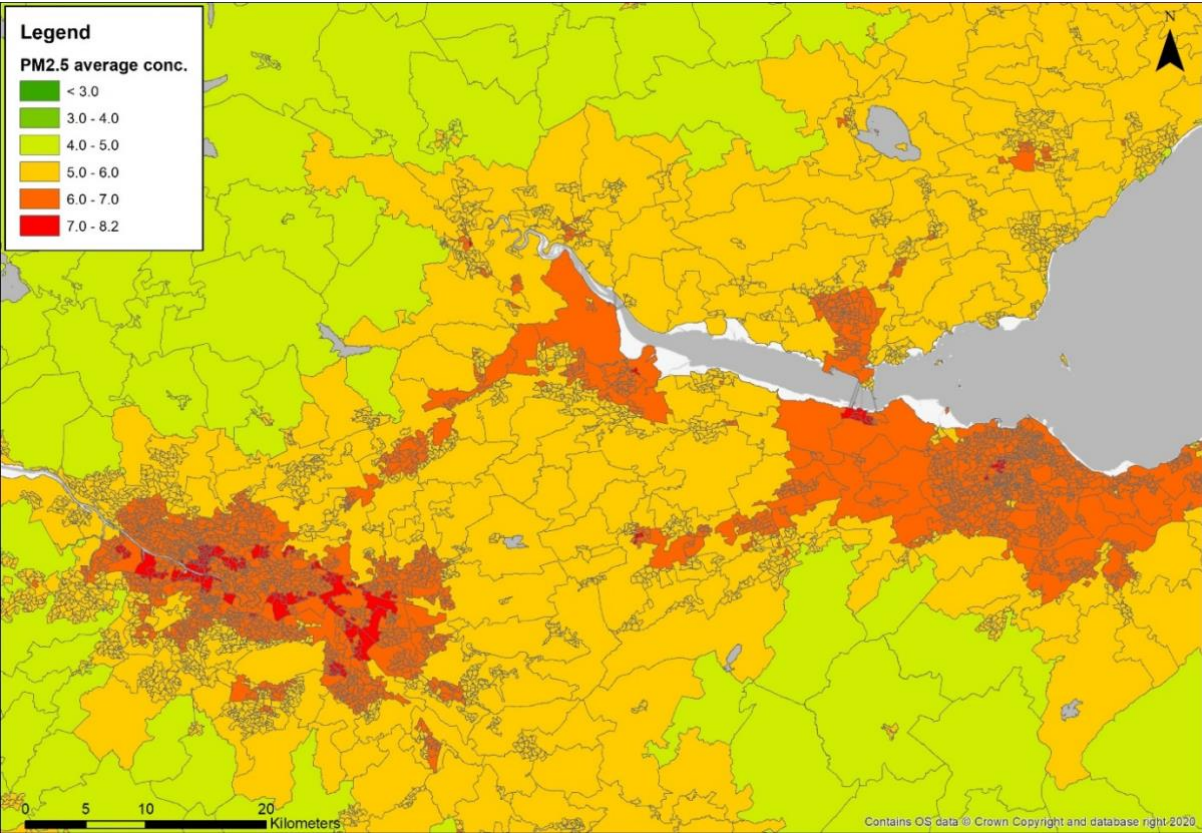 Legend
PM2.5 average conc.
< 3.0
3.0 - 4.0
4.0 - 5.0
5.0 - 6.0
6.0 - 7.0
7.0 - 8.2
N
0 5 10 20
Kilometers
Contains OS data © Crown Copyright and database right 2020